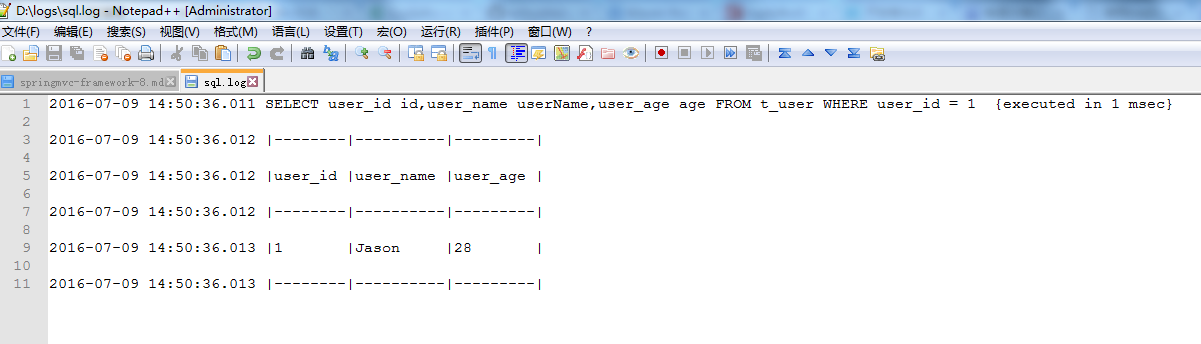 D:\logs\sql.log - Notepad++ [Administrator]
文件(F) 编辑(E) 搜索(S) 视图(V) 格式(M) 语言(L) 设置(T) 宏(O) 运行(R) 插件(P) 窗口(W) ?
springmvc-framework-8.md sql.log
1 2016-07-09 14:50:36.011 SELECT user_id id,user_name userName,user_age age FROM t_user WHERE user_id = 1  {executed in 1 msec}
2
3 2016-07-09 14:50:36.012 |--------|----------|---------|
4
5 2016-07-09 14:50:36.012 |user_id |user_name |user_age |
6
7 2016-07-09 14:50:36.012 |--------|----------|---------|
8
9 2016-07-09 14:50:36.013 |1       |Jason     |28       |
10
11 2016-07-09 14:50:36.013 |--------|----------|---------|